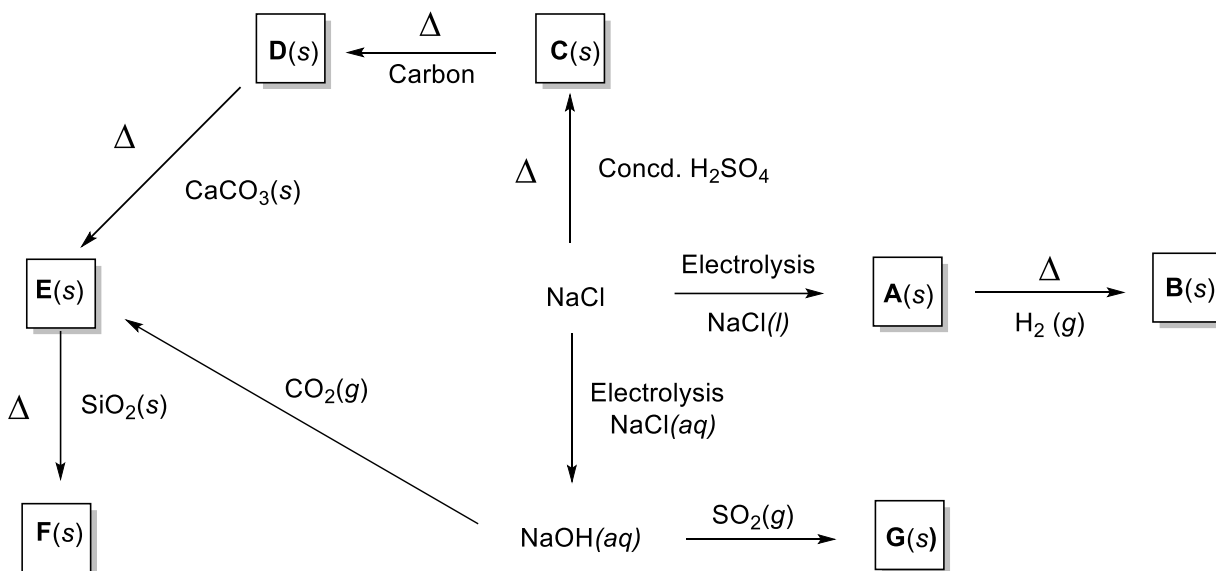 D(s)
Δ
Carbon
C(s)
Δ
CaCO₃(s)
Δ
Concd. H₂SO₄
E(s)
NaCl
Electrolysis
NaCl(l)
A(s)
Δ
H₂ (g)
B(s)
Δ
SiO₂(s)
CO₂(g)
Electrolysis
NaCl(aq)
F(s)
NaOH(aq)
SO₂(g)
G(s)